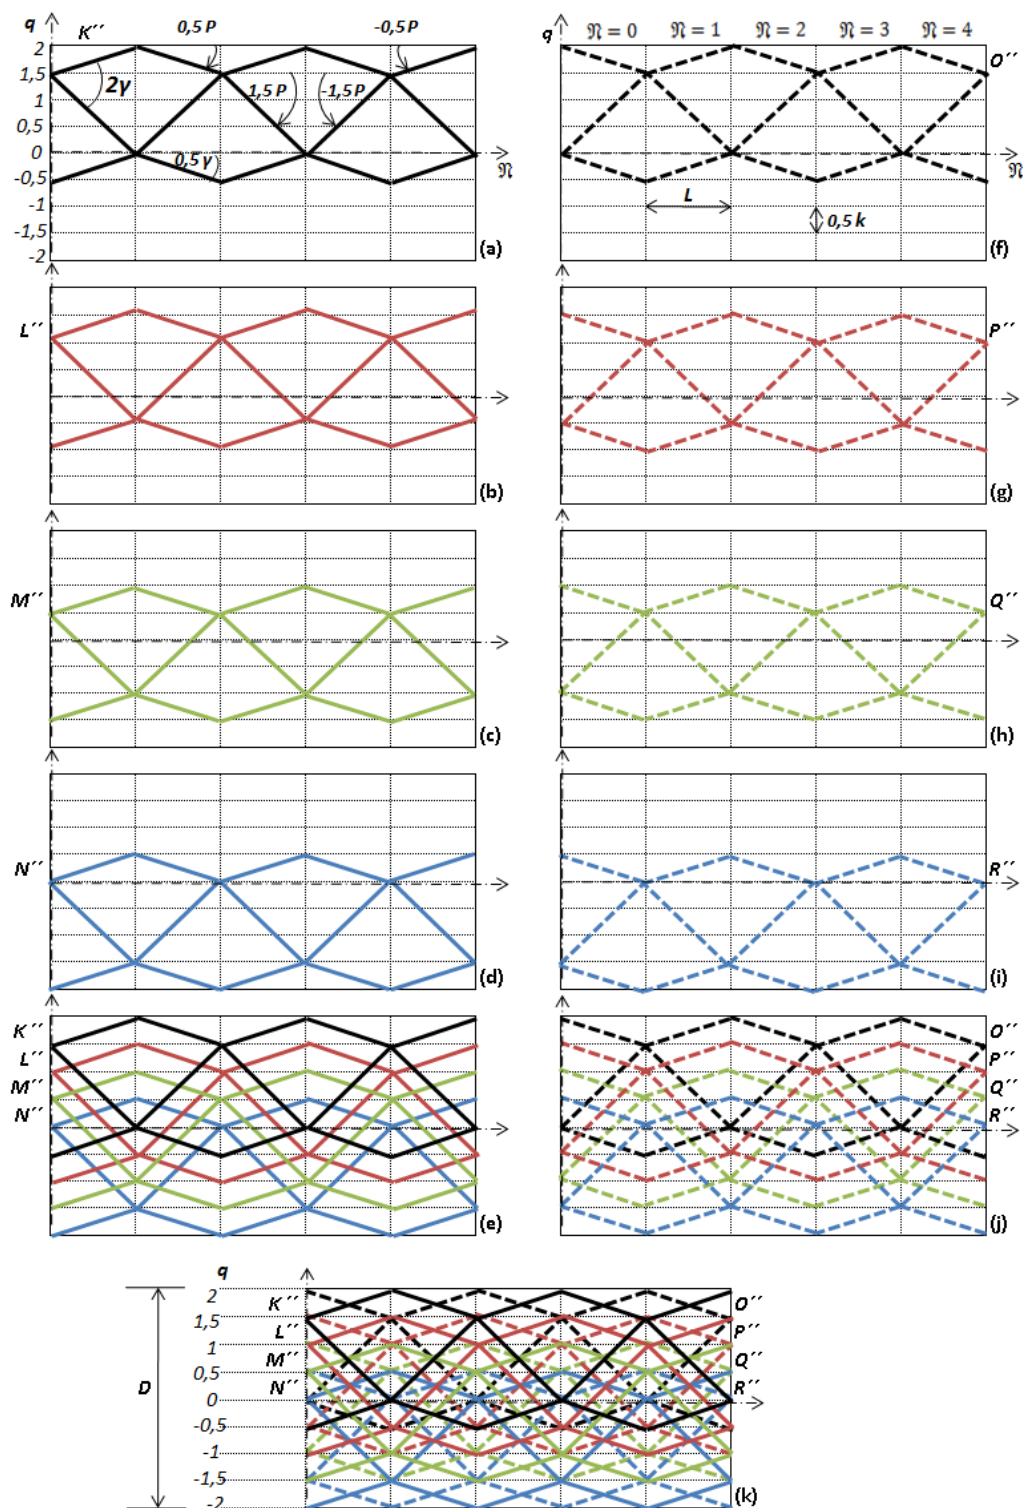 q K´´ 0,5 P -0,5P
2
1,5
1
0,5
0
-0,5
-1
-1,5
-2
2γ
1,5 P -1,5P
0,5 γ
𝔑
(a)
q 𝔑 = 0 𝔑 = 1 𝔑 = 2 𝔑 = 3 𝔑 = 4
O´´
𝔑
L
0,5 k
(f)
L´´
(b)
P´´
(g)
M´´
(c)
Q´´
(h)
N´´
(d)
R´´
(i)
K´´
L´´
M´´
N´´
(e)
O´´
P´´
Q´´
R´´
(j)
q
D
2
1,5
1
0,5
0
-0,5
-1
-1,5
-2
K´´
L´´
M´´
N´´
O´´
P´´
Q´´
R´´
(k)